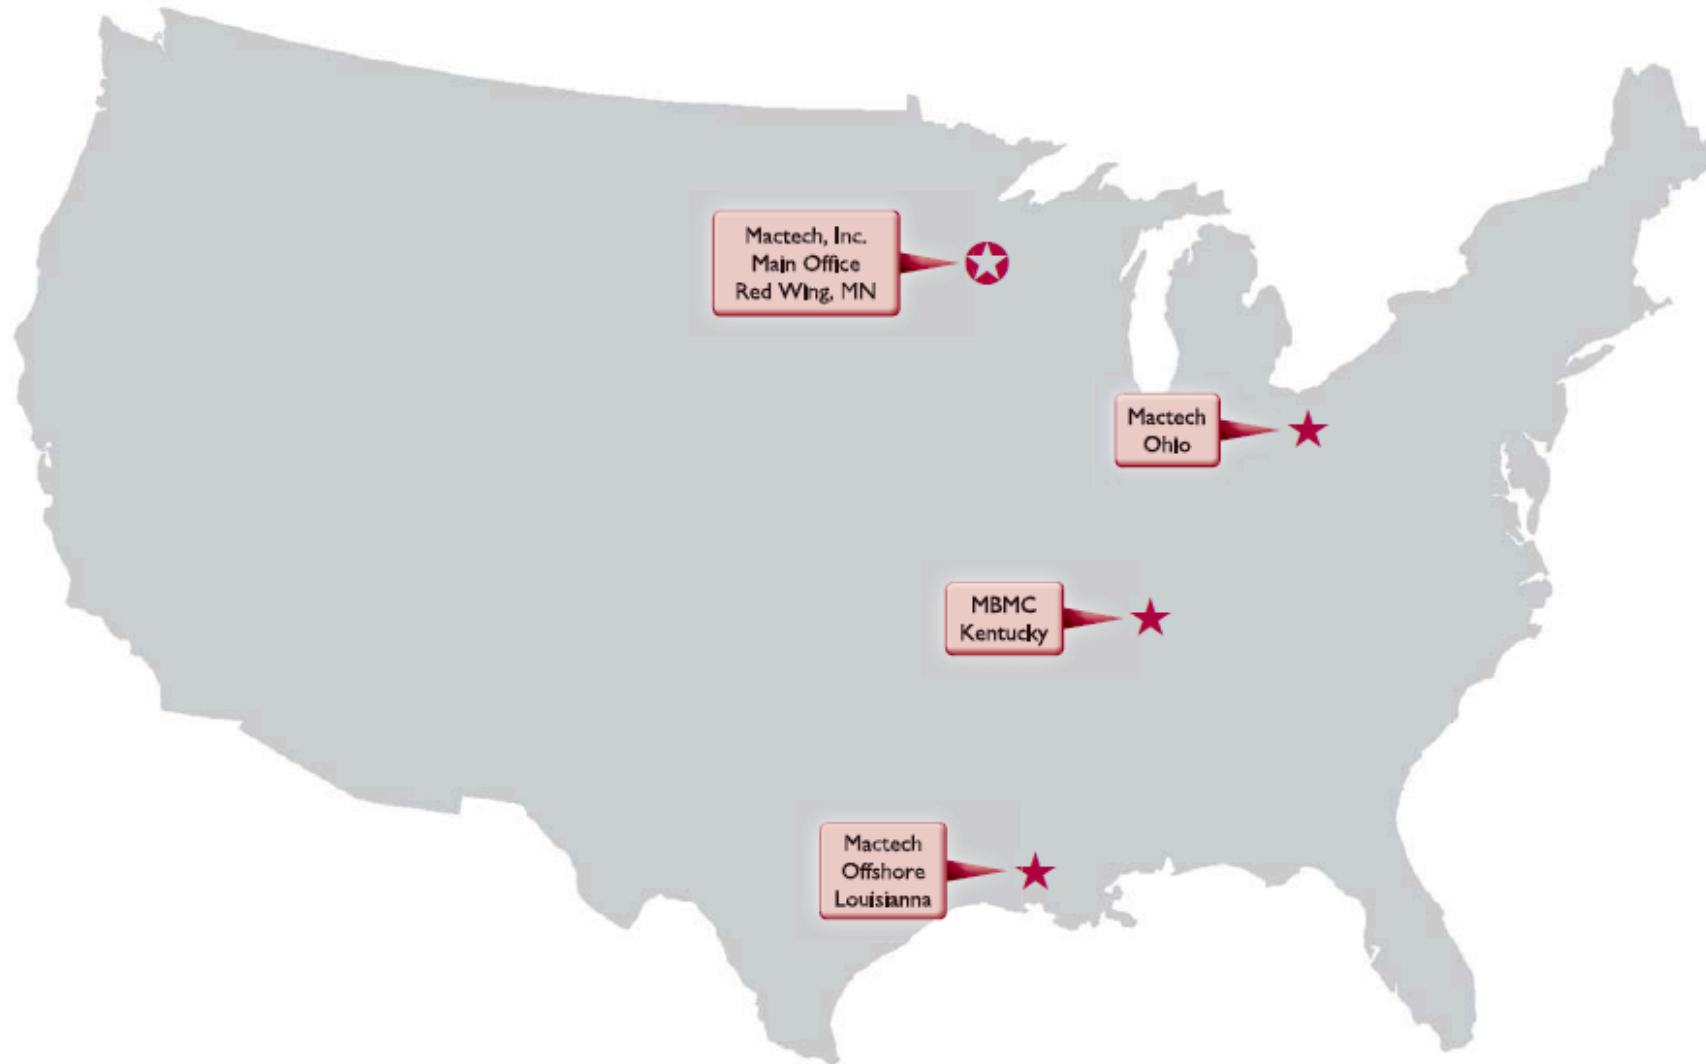 Mactech, Inc.
Main Office
Red Wing, MN
Mactech
Ohio
MBMC
Kentucky
Mactech
Offshore
Louisianna